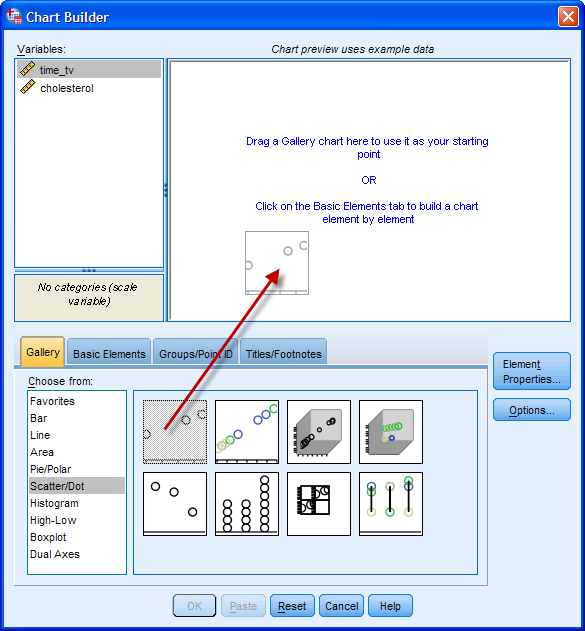 Chart Builder
Variables:
Chart preview uses example data
time_tv
cholesterol
Drag a Gallery chart here to use it as your starting
point
OR
Click on the Basic Elements tab to build a chart
element by element
No categories (scale
variable)
Gallery
Basic Elements
Groups/Point ID
Titles/Footnotes
Choose from:
Favorites
Bar
Line
Area
Pie/Polar
Scatter/Dot
Histogram
High-Low
Boxplot
Dual Axes
Element
Properties...
Options...
OK
Paste
Reset
Cancel
Help